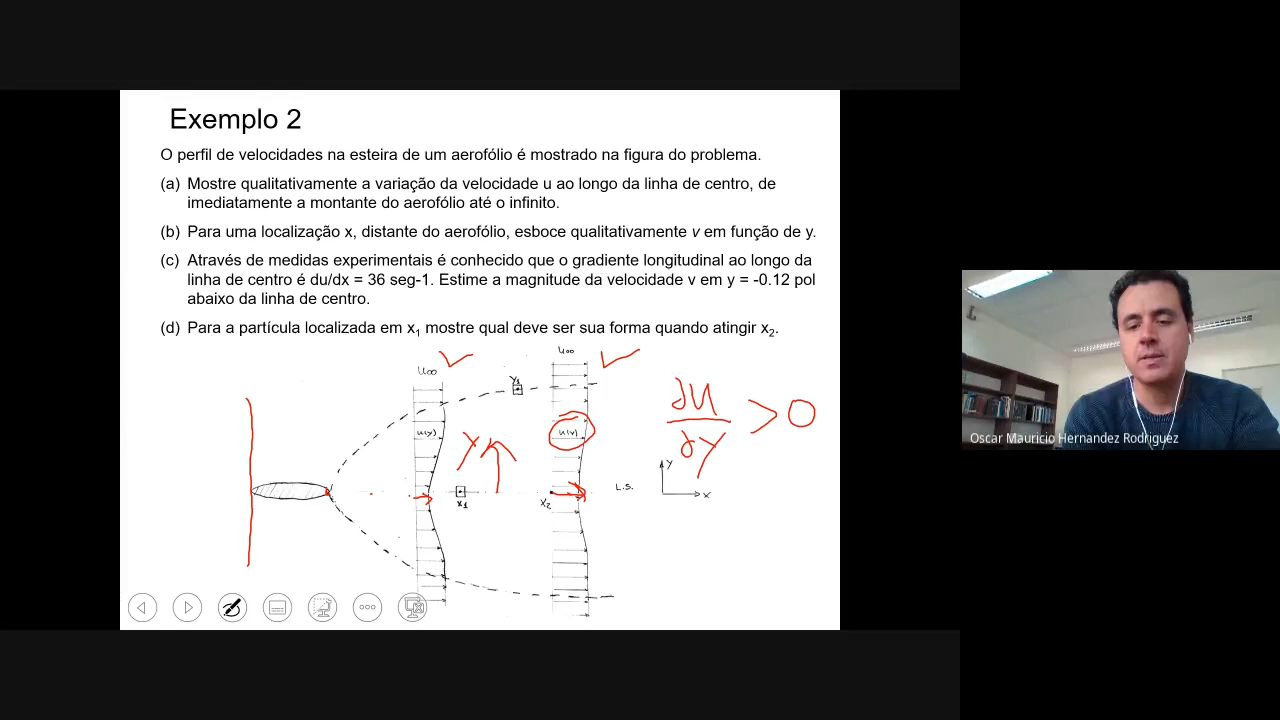 Exemplo 2
O perfil de velocidades na esteira de um aerofólio é mostrado na figura do problema.
(a) Mostre qualitativamente a variação da velocidade u ao longo da linha de centro, de
imediatamente a montante do aerofólio até o infinito.
(b) Para uma localização x, distante do aerofólio, esboce qualitativamente v em função de y.
(c) Através de medidas experimentais é conhecido que o gradiente longitudinal ao longo da
linha de centro é du/dx = 36 seg-1. Estime a magnitude da velocidade v em y = -0.12 pol
abaixo da linha de centro.
(d) Para a partícula localizada em x1 mostre qual deve ser sua forma quando atingir x2.
U∞
U∞
Y1
∂U/∂y > 0
u(y)
u(y)
Y
y
x
L.S.
X1
X2
Oscar Mauricio Hernandez Rodriguez